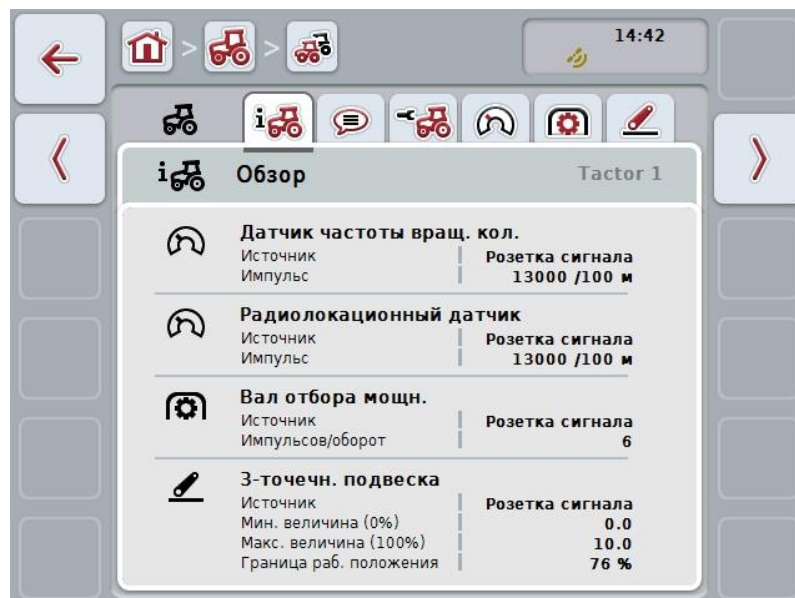 14:42
Обзор Tactor 1
Датчик частоты вращ. кол.
Источник Розетка сигнала
Импульс 13000 /100 м
Радиолокационный датчик
Источник Розетка сигнала
Импульс 13000 /100 м
Вал отбора мощн.
Источник Розетка сигнала
Импульсов/оборот 6
3-точечн. подвеска
Источник Розетка сигнала
Мин. величина (0%) 0.0
Макс. величина (100%) 10.0
Граница раб. положения 76 %